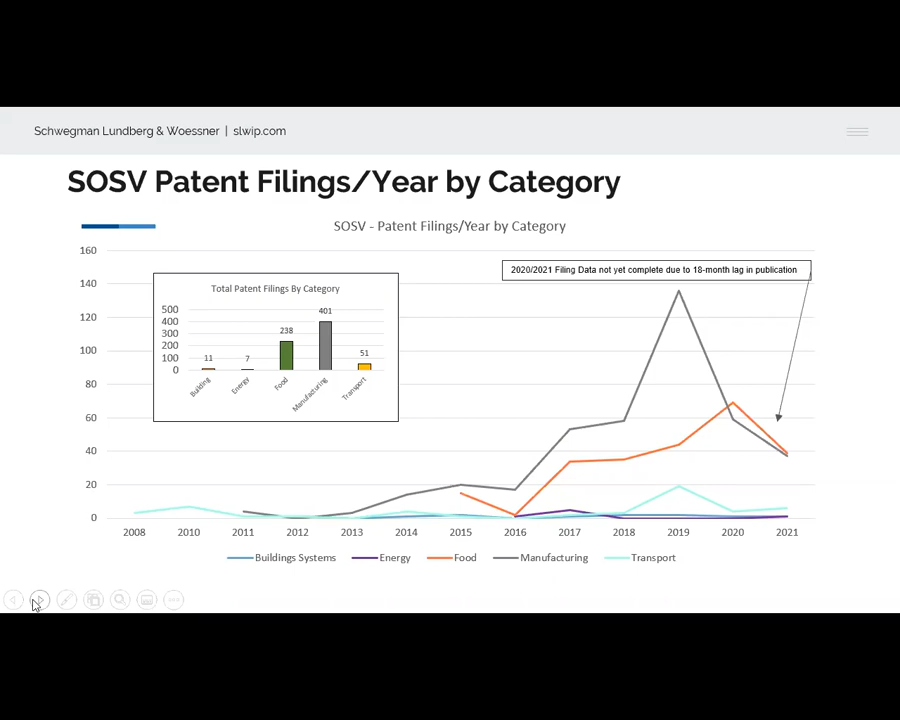 Schwegman Lundberg & Woessner | slwip.com
SOSV Patent Filings/Year by Category
SOSV - Patent Filings/Year by Category
160
140
120
100
80
60
40
20
0
2020/2021 Filing Data not yet complete due to 18-month lag in publication
Total Patent Filings By Category
500
400
300
200
100
0
11
7
238
401
51
Building
Energy
Food
Manufacturing
Transport
2008 2010 2011 2012 2013 2014 2015 2016 2017 2018 2019 2020 2021
Buildings Systems Energy Food Manufacturing Transport